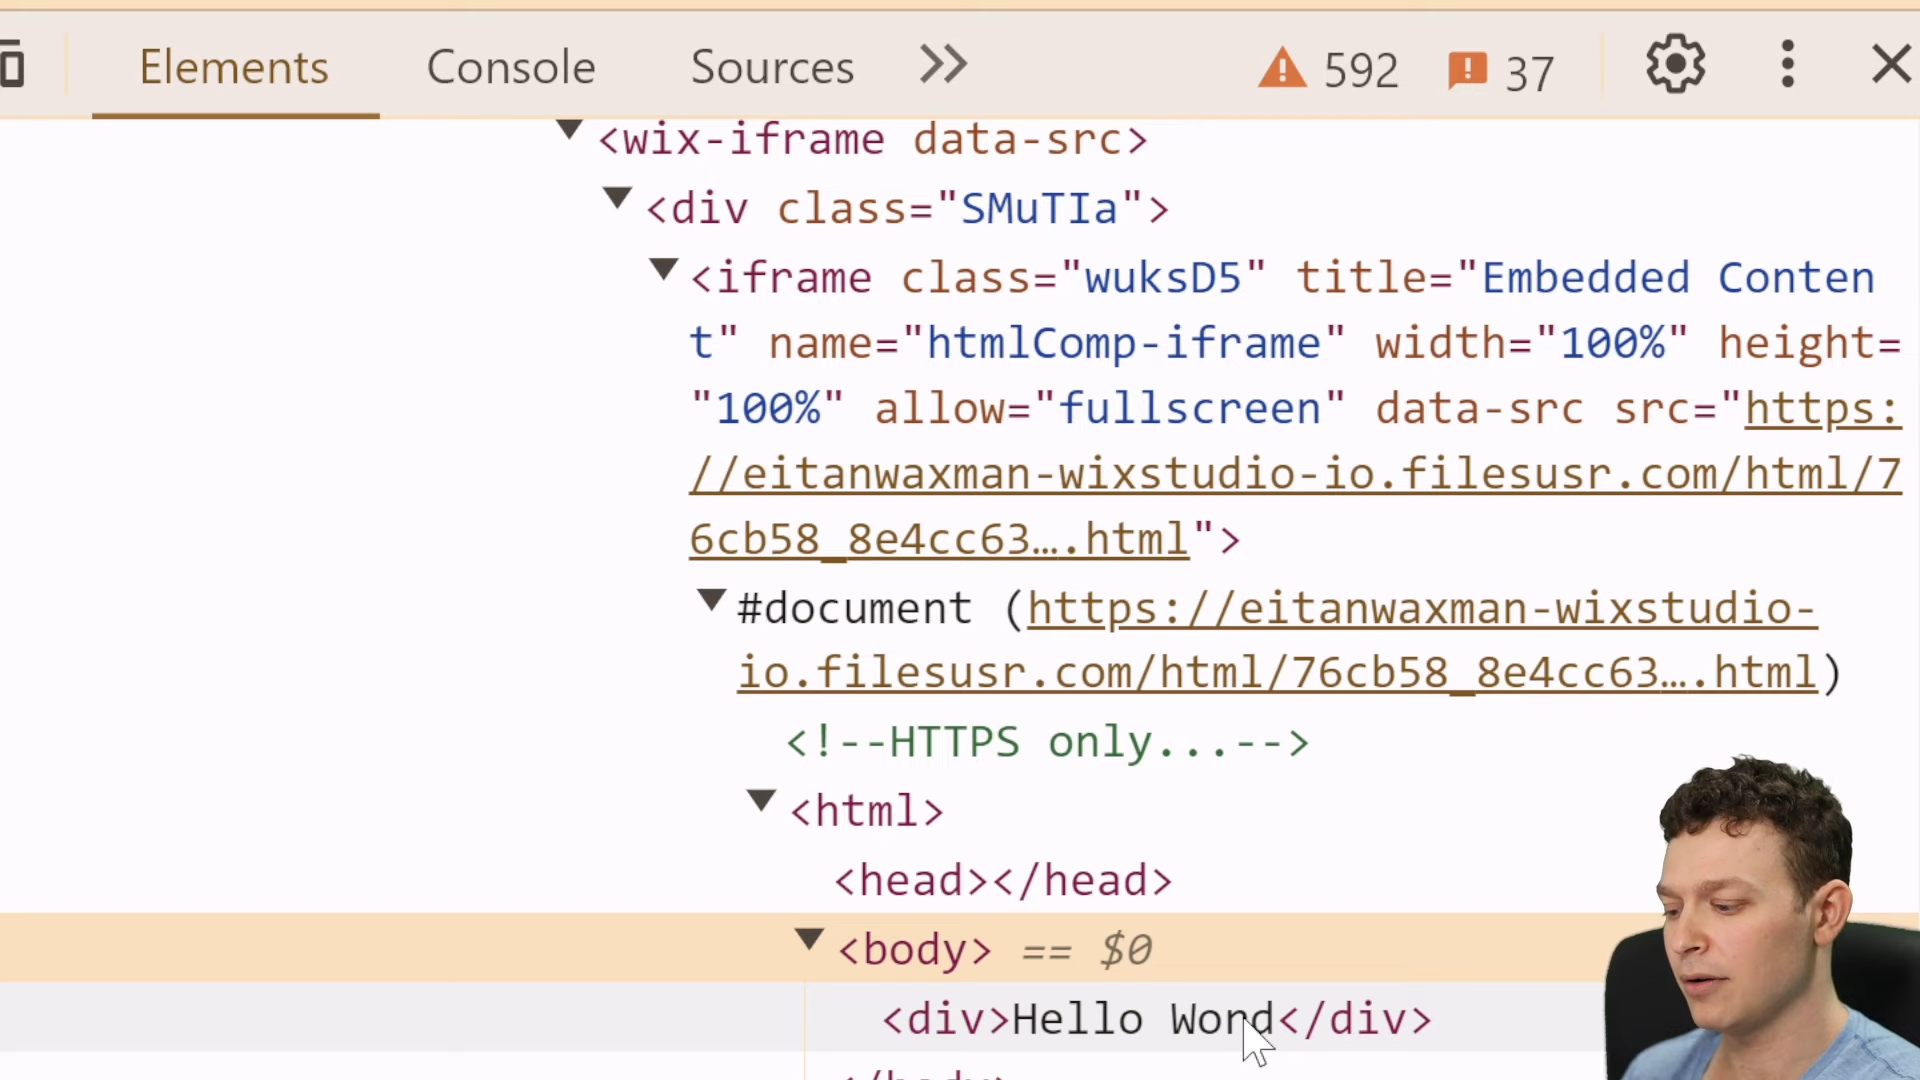 Elements Console Sources 592 37
<wix-iframe data-src>
<div class="SMuTIa">
<iframe class="wuksD5" title="Embedded Conten
t" name="htmlComp-iframe" width="100%" height=
"100%" allow="fullscreen" data-src src="https:
//eitanwaxman-wixstudio-io.filesusr.com/html/7
6cb58_8e4cc63….html">
#document (https://eitanwaxman-wixstudio-
io.filesusr.com/html/76cb58_8e4cc63….html)
<!--HTTPS only...-->
<html>
<head></head>
<body> == $0
<div>Hello Wond</div>